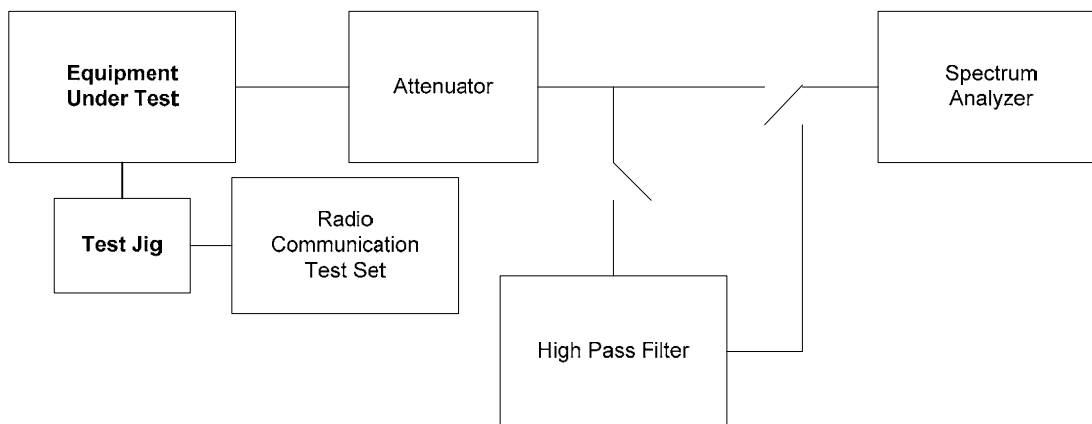 Equipment
Under Test
Attenuator
Spectrum
Analyzer
Test Jig
Radio
Communication
Test Set
High Pass Filter